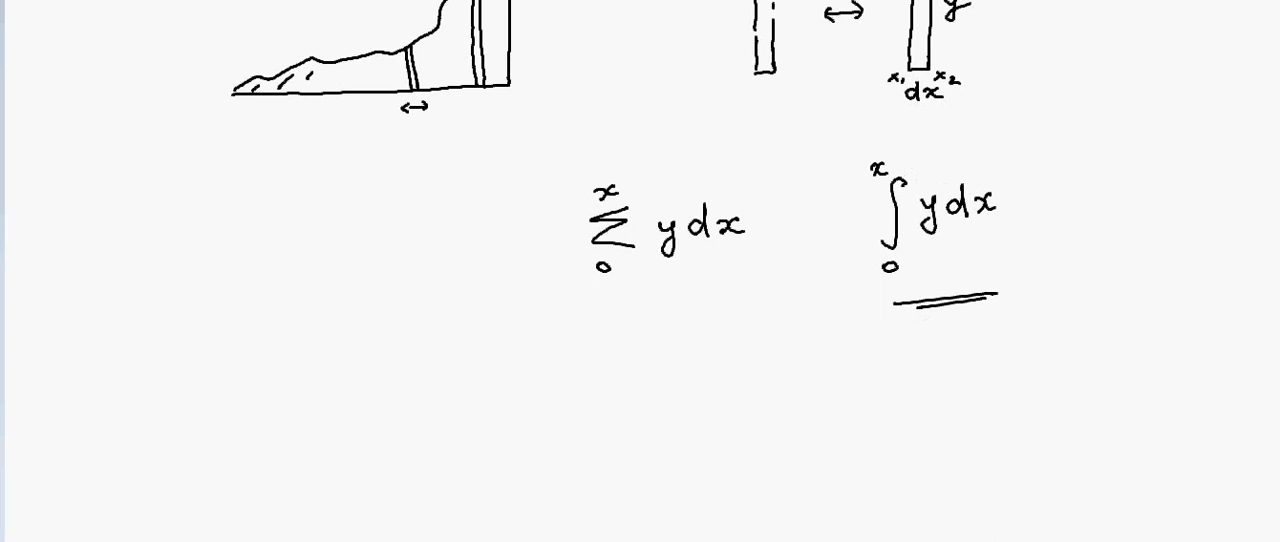 y
x₁ x₂
dx
x x
∑ y dx ∫ y dx
0 0